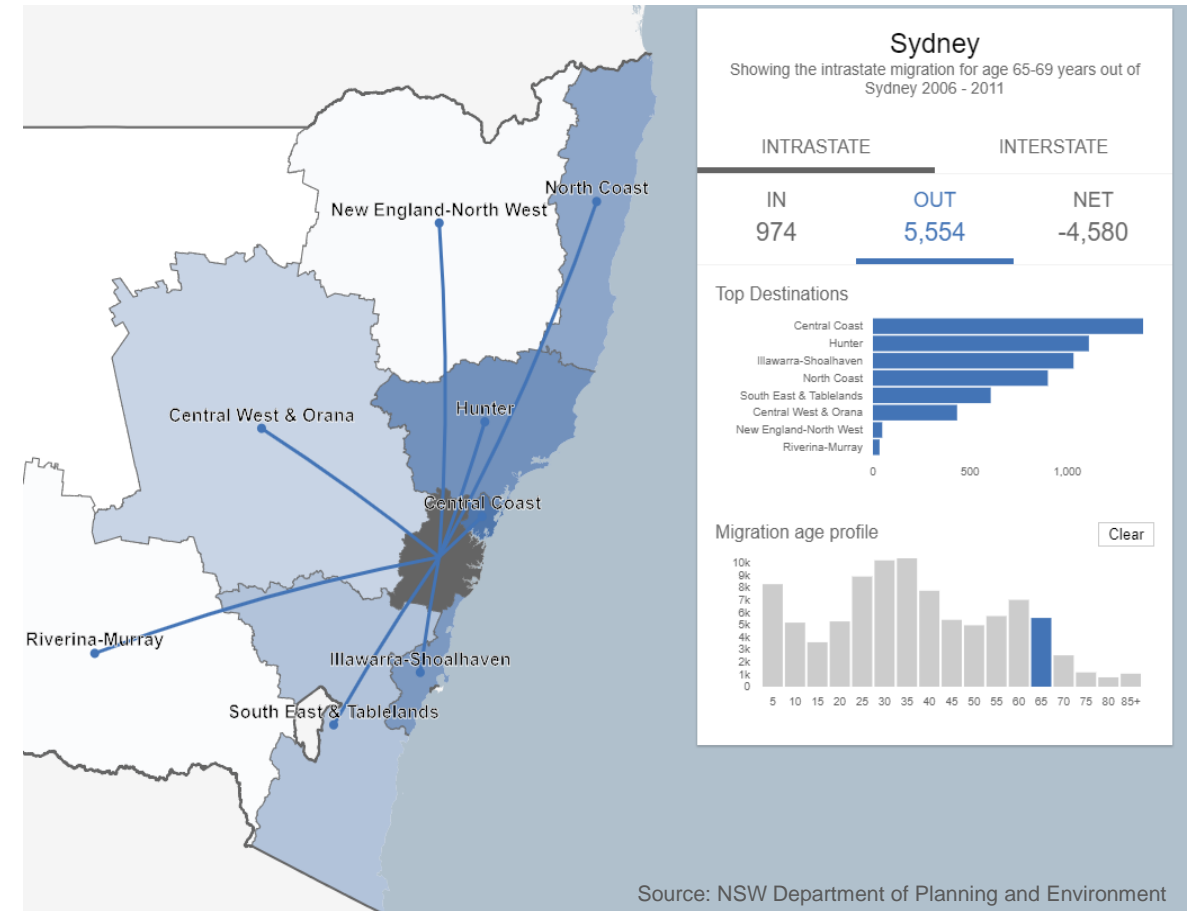 North Coast
New England-North West
Central West & Orana
Hunter
Central Coast
Riverina-Murray
Illawarra-Shoalhaven
South East & Tablelands
Sydney
Showing the intrastate migration for age 65-69 years out of
Sydney 2006 - 2011
INTRASTATE INTERSTATE
IN OUT NET
974 5,554 -4,580
Top Destinations
Central Coast
Hunter
Illawarra-Shoalhaven
North Coast
South East & Tablelands
Central West & Orana
New England-North West
Riverina-Murray
0 500 1,000
Migration age profile
Clear
10k
9k
8k
7k
6k
5k
4k
3k
2k
1k
0
5 10 15 20 25 30 35 40 45 50 55 60 65 70 75 80 85+
Source: NSW Department of Planning and Environment